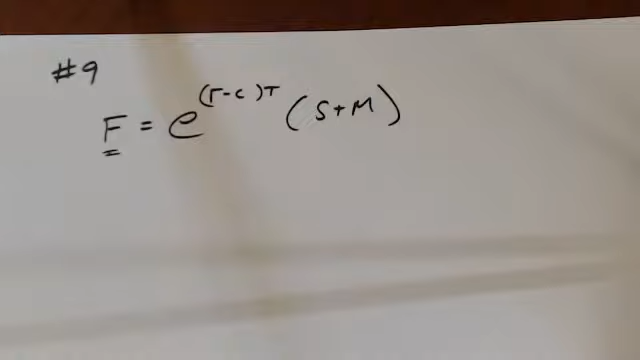 #9
F = e^(r-c)T (S+M)